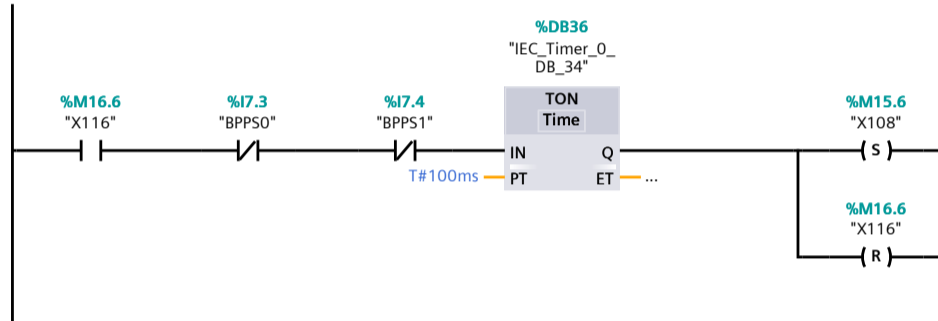 %DB36
"IEC_Timer_0_
DB_34"
%M16.6
"X116"
%I7.3
"BPPS0"
%I7.4
"BPPS1"
TON
Time
%M15.6
"X108"
IN
Q
S
T#100ms
PT
ET
...
%M16.6
"X116"
R